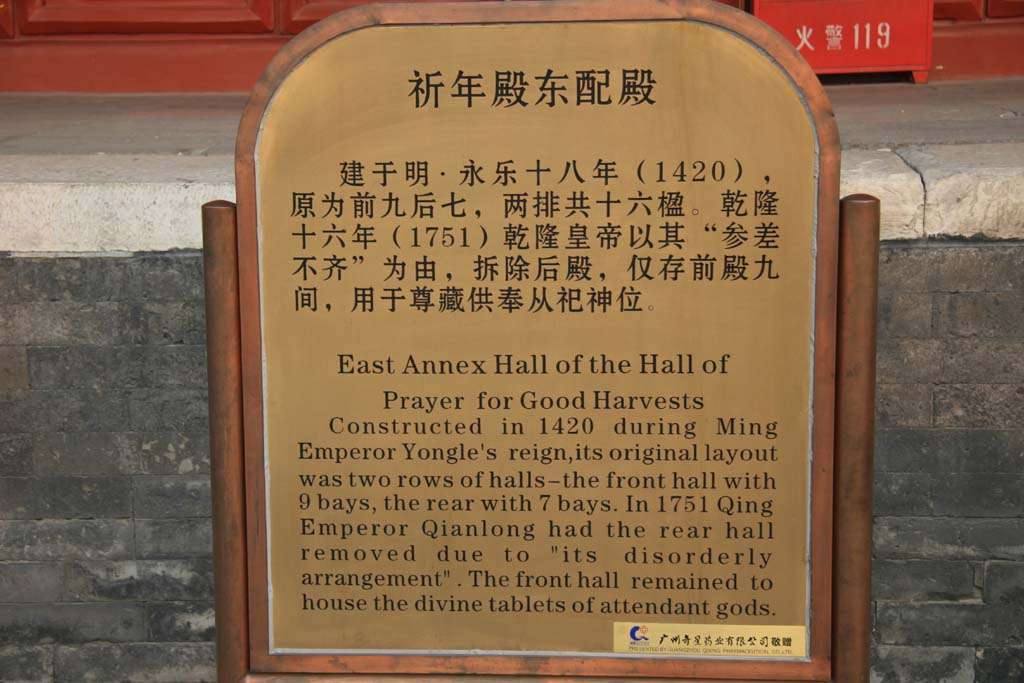 火警119
祈年殿东配殿
建于明·永乐十八年（1420），
原为前九后七，两排共十六楹。乾隆
十六年（1751）乾隆皇帝以其“参差
不齐”为由，拆除后殿，仅存前殿九
间，用于尊藏供奉从祀神位。
East Annex Hall of the Hall of
Prayer for Good Harvests
Constructed in 1420 during Ming
Emperor Yongle's reign,its original layout
was two rows of halls–the front hall with
9 bays, the rear with 7 bays. In 1751 Qing
Emperor Qianlong had the rear hall
removed due to "its disorderly
arrangement". The front hall remained to
house the divine tablets of attendant gods.
广州奇星药业有限公司敬赠
PRESENTED BY GUANGZHOU QIXING PHARMACEUTICAL CO.,LTD.